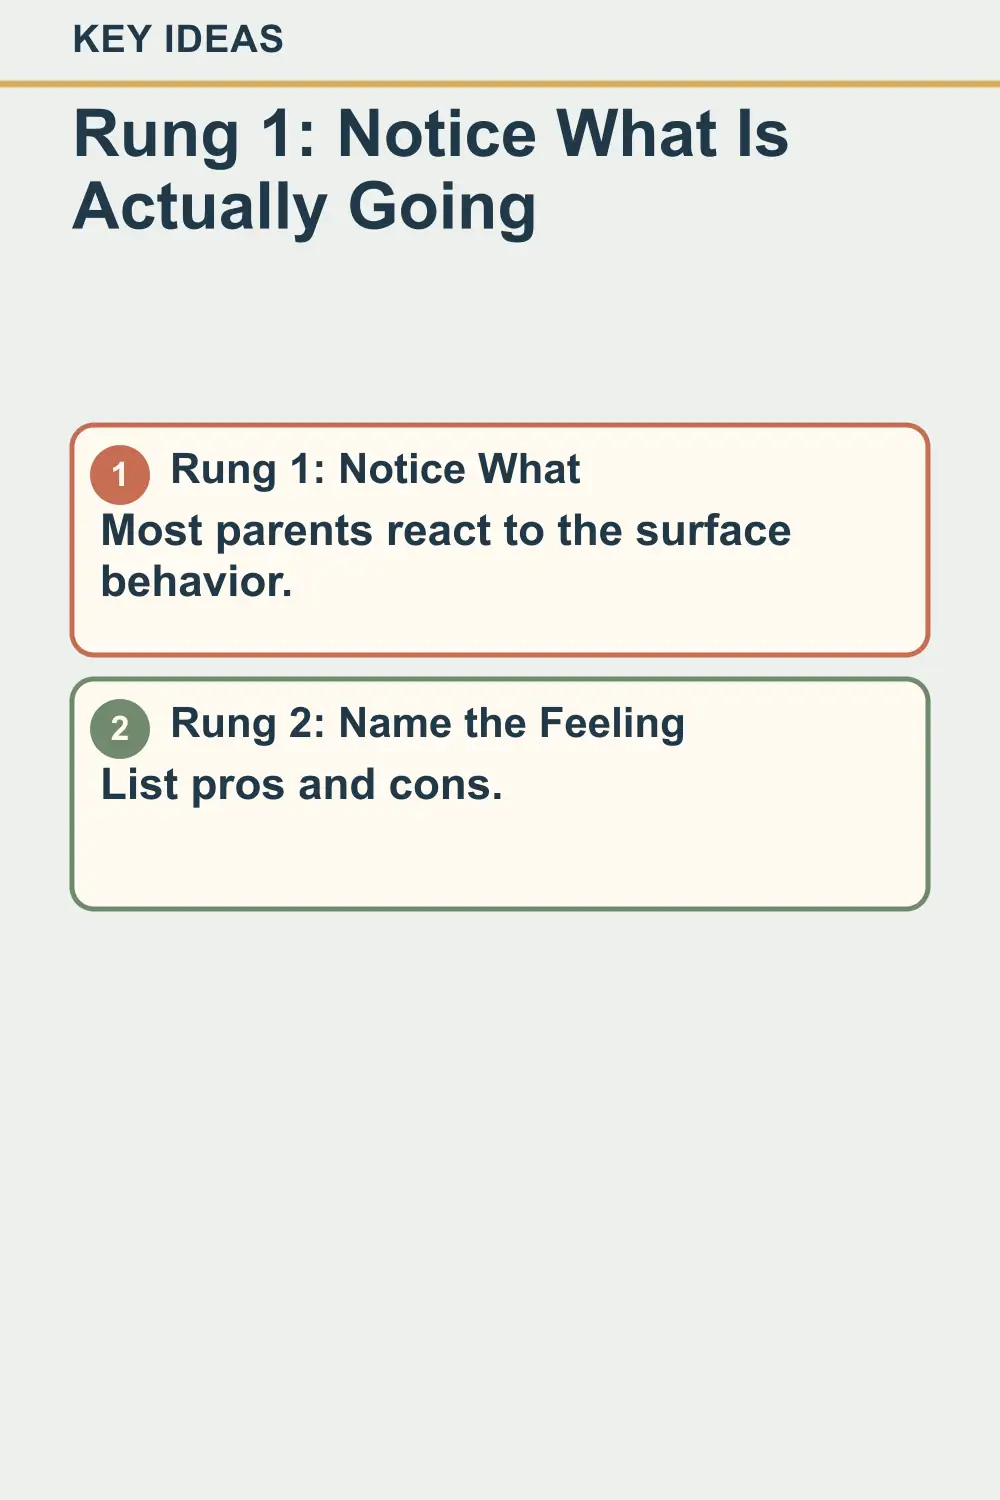 KEY IDEAS
Rung 1: Notice What Is
Actually Going
1
Rung 1: Notice What
Most parents react to the surface
behavior.
2
Rung 2: Name the Feeling
List pros and cons.